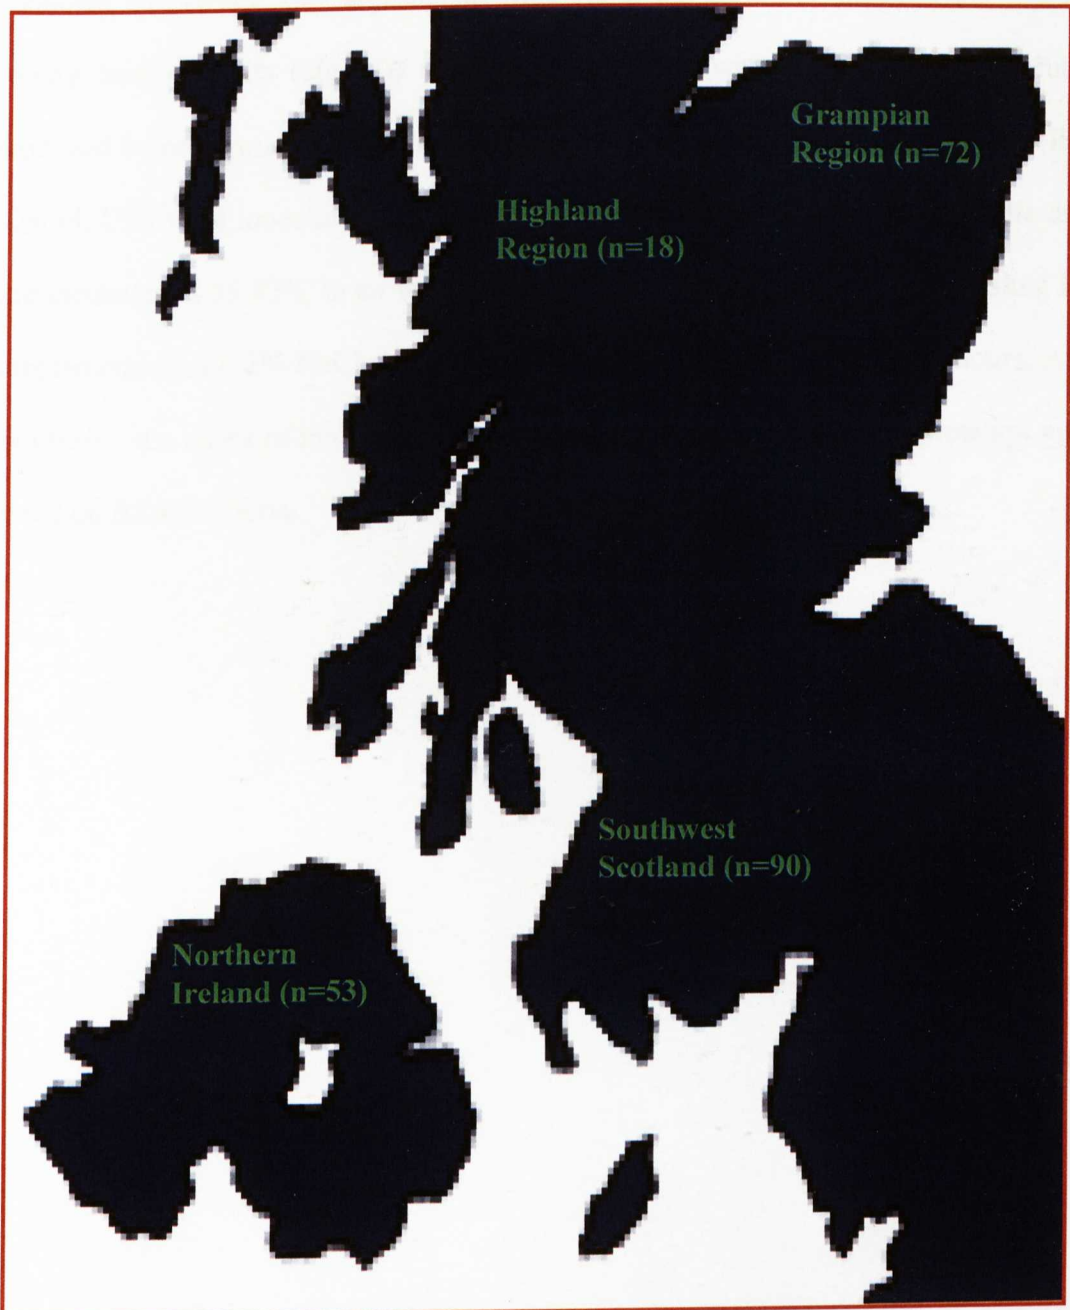 Grampian
Region (n=72)
Highland
Region (n=18)
Southwest
Scotland (n=90)
Northern
Ireland (n=53)